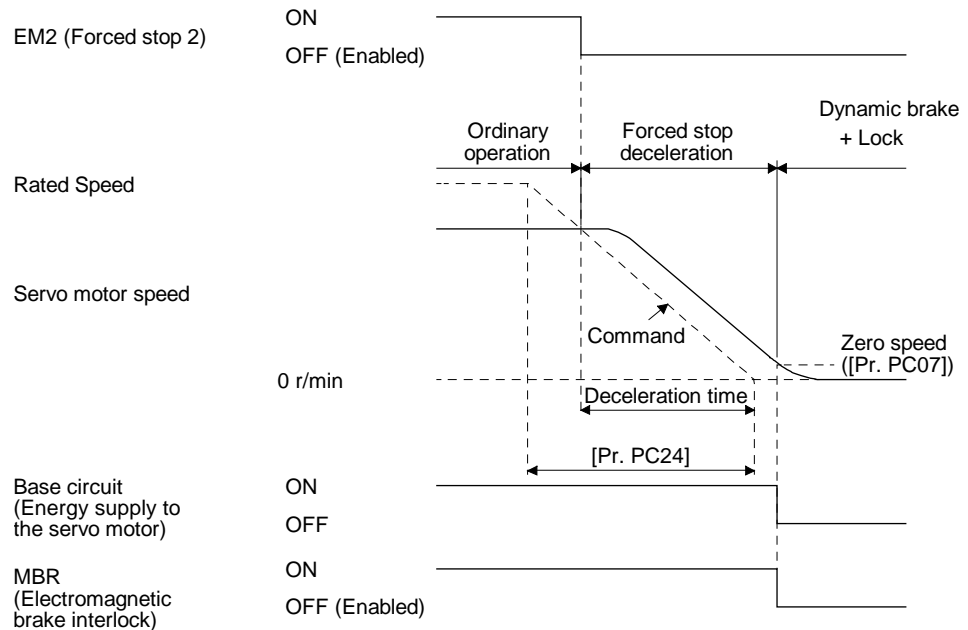 EM2 (Forced stop 2)
ON
OFF (Enabled)
Ordinary
operation
Forced stop
deceleration
Dynamic brake
+ Lock
Rated Speed
Servo motor speed
Command
Zero speed
([Pr. PC07])
0 r/min
Deceleration time
[Pr. PC24]
Base circuit
(Energy supply to
the servo motor)
ON
OFF
MBR
(Electromagnetic
brake interlock)
ON
OFF (Enabled)